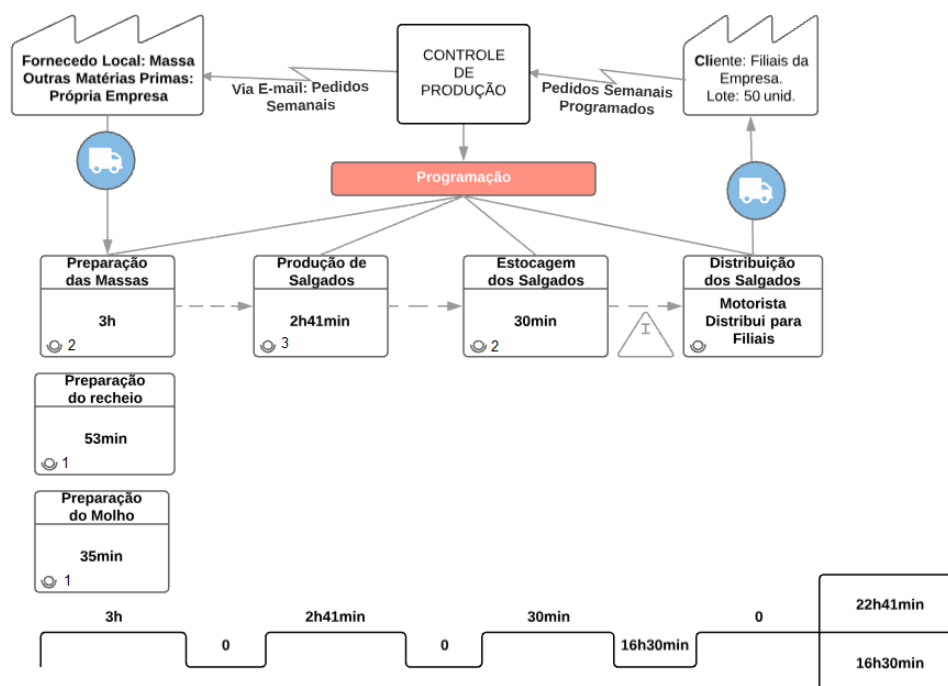 Fornecedo Local: Massa
Outras Matérias Primas:
Própria Empresa
Via E-mail: Pedidos
Semanais
CONTROLE
DE
PRODUÇÃO
Pedidos Semanais
Programados
Cliente: Filiais da
Empresa.
Lote: 50 unid.
Programação
Preparação
das Massas
3h
2
Produção de
Salgados
2h41min
3
Estocagem
dos Salgados
30min
2
I
Distribuição
dos Salgados
Motorista
Distribui para
Filiais
Preparação
do recheio
53min
1
Preparação
do Molho
35min
1
3h
0
2h41min
0
30min
16h30min
0
22h41min
16h30min